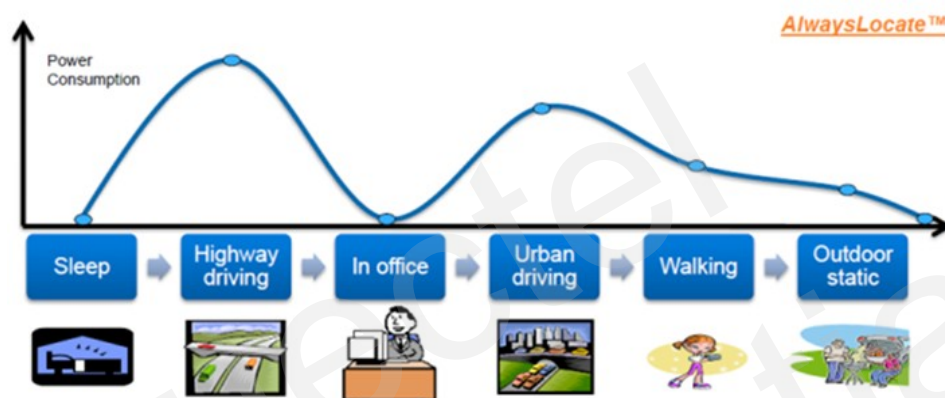 AlwaysLocate™
Power
Consumption
Sleep
Highway
driving
In office
Urban
driving
Walking
Outdoor
static